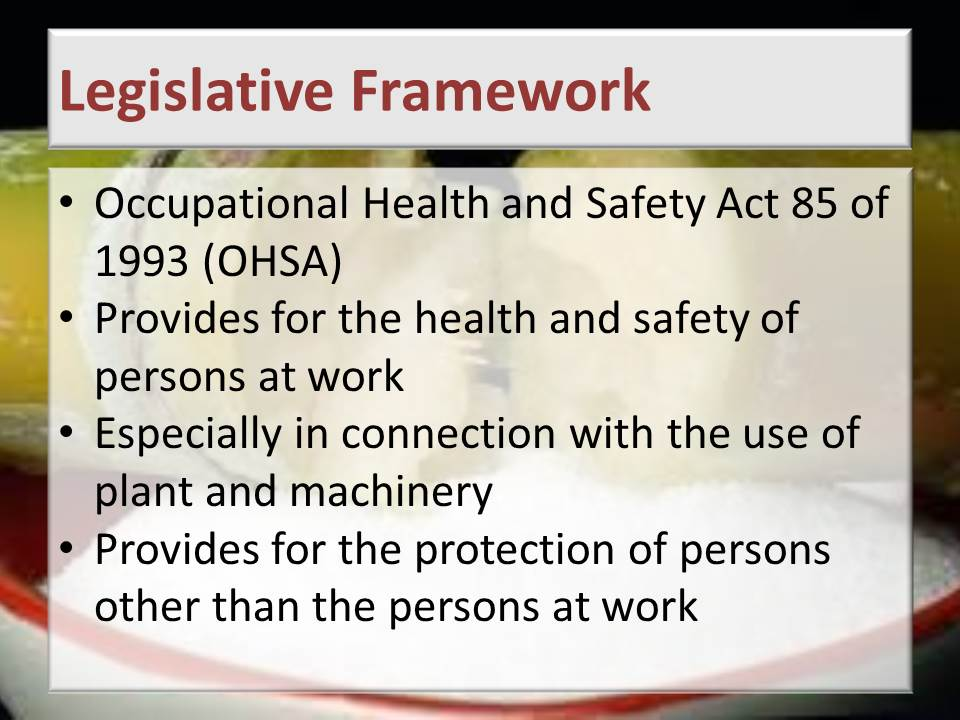 Legislative Framework
• Occupational Health and Safety Act 85 of
1993 (OHSA)
• Provides for the health and safety of
persons at work
• Especially in connection with the use of
plant and machinery
• Provides for the protection of persons
other than the persons at work